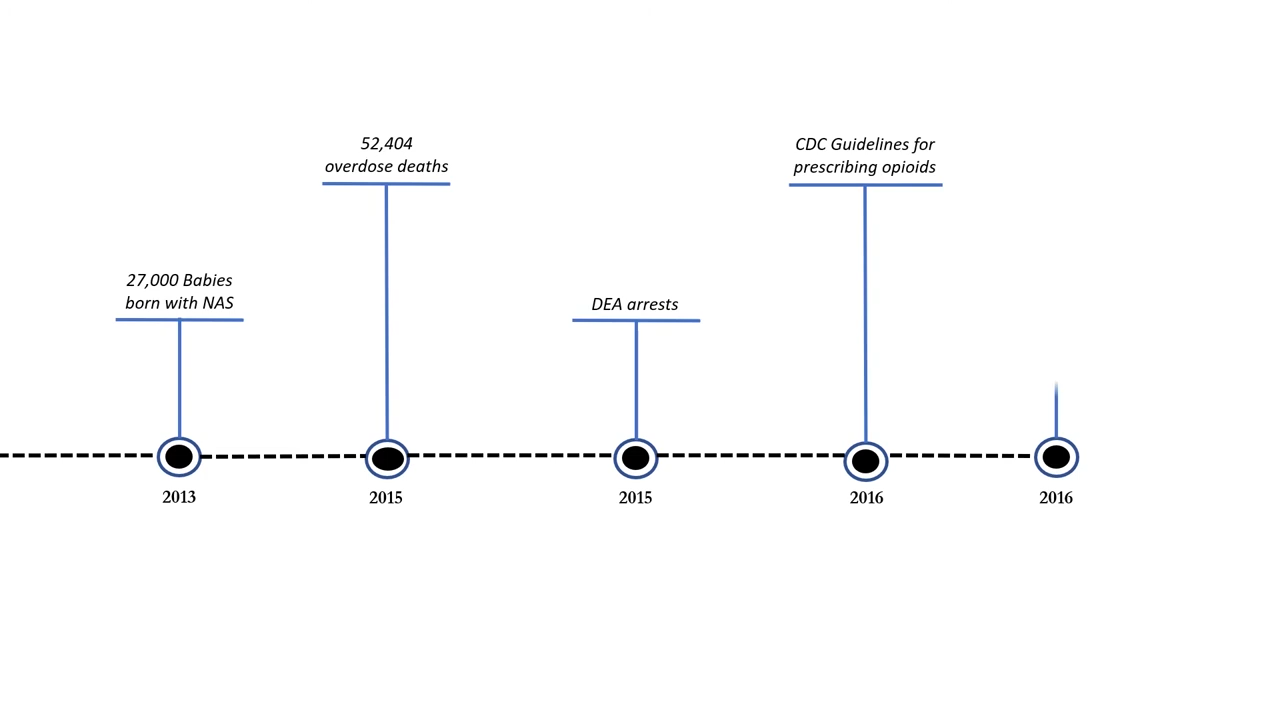 27,000 Babies
born with NAS
2013
52,404
overdose deaths
2015
DEA arrests
2015
CDC Guidelines for
prescribing opioids
2016
2016